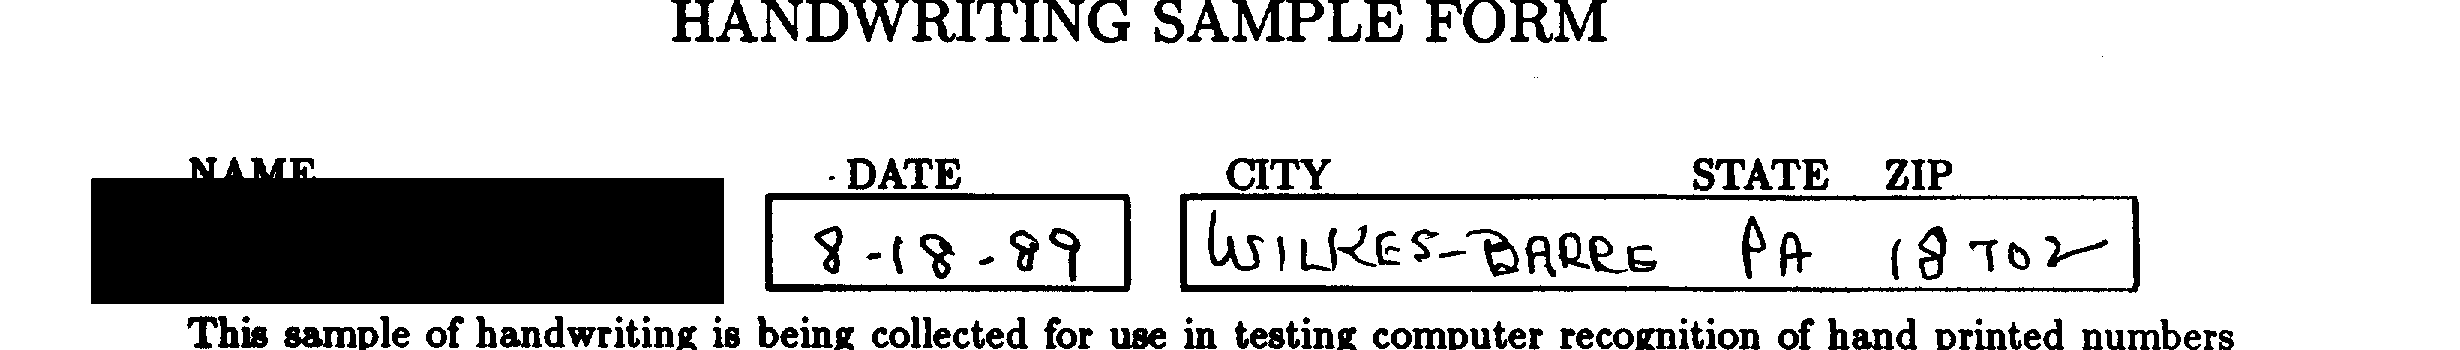 HANDWRITING SAMPLE FORM
NAME DATE CITY STATE ZIP
8-18-89 WILKES-BARRE PA 18702
This sample of handwriting is being collected for use in testing computer recognition of hand printed numbers